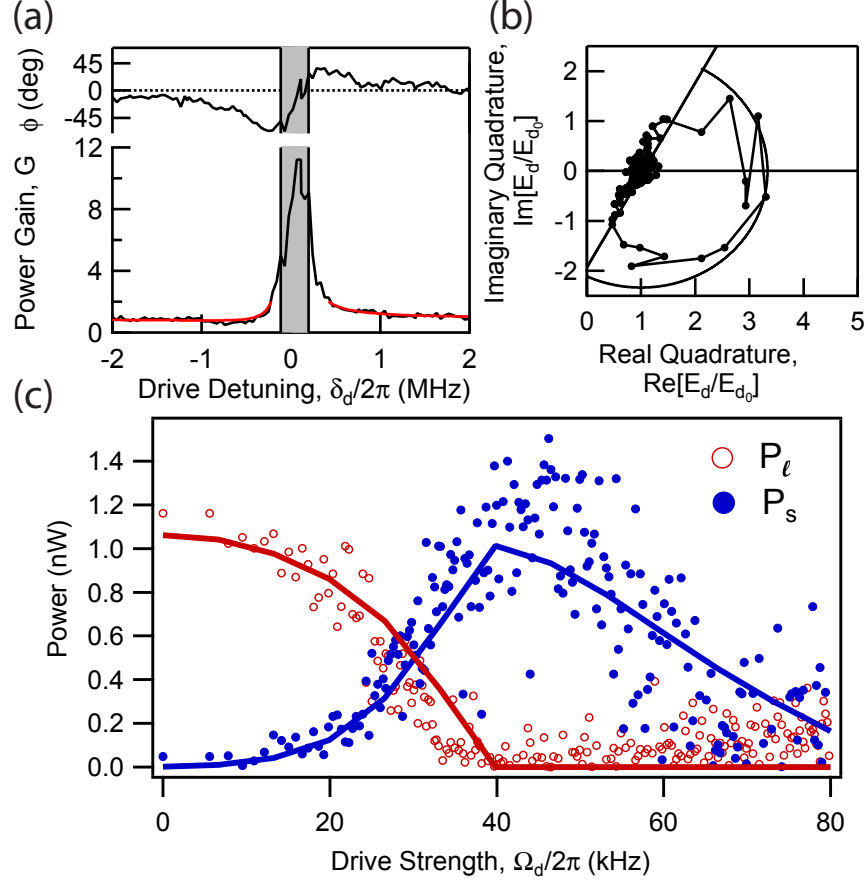 (a)
(b)
45
0
-45
ϕ (deg)
12
8
4
0
Power Gain, G
-2
-1
0
1
2
Drive Detuning, δd/2π (MHz)
2
1
0
-1
-2
Imaginary Quadrature,
Im[Ed/Ed0]
0
1
2
3
4
5
Real Quadrature,
Re[Ed/Ed0]
(c)
1.4
1.2
1.0
0.8
0.6
0.4
0.2
0.0
Power (nW)
Pℓ
Ps
0
20
40
60
80
Drive Strength, Ωd/2π (kHz)